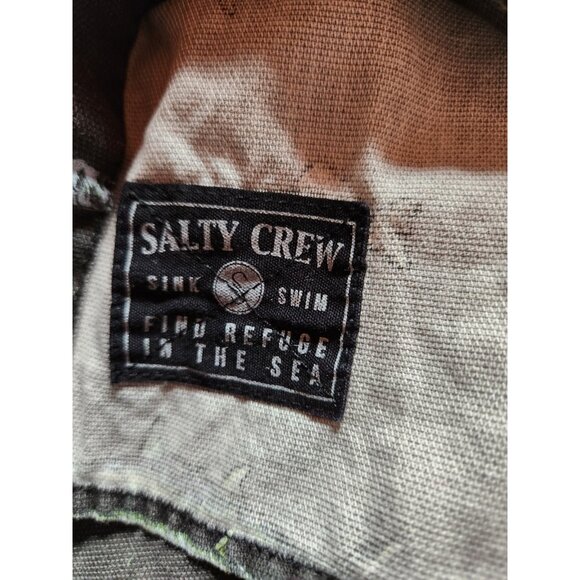 SALTY CREW
SINK SWIM
FIND REFUGE
IN THE SEA